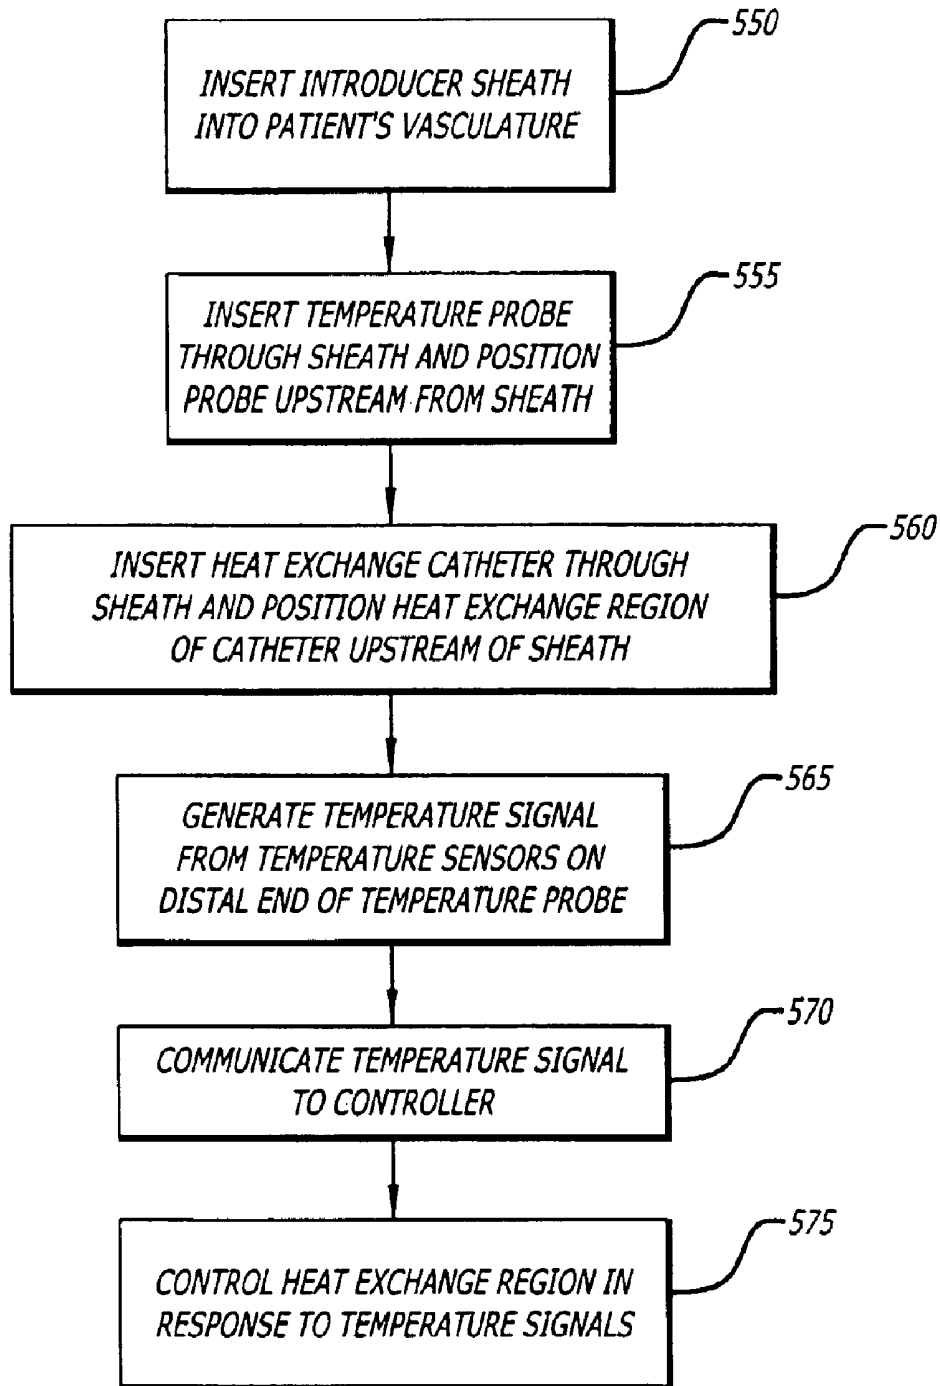 550
INSERT INTRODUCER SHEATH
INTO PATIENT'S VASCULATURE
555
INSERT TEMPERATURE PROBE
THROUGH SHEATH AND POSITION
PROBE UPSTREAM FROM SHEATH
560
INSERT HEAT EXCHANGE CATHETER THROUGH
SHEATH AND POSITION HEAT EXCHANGE REGION
OF CATHETER UPSTREAM OF SHEATH
565
GENERATE TEMPERATURE SIGNAL
FROM TEMPERATURE SENSORS ON
DISTAL END OF TEMPERATURE PROBE
570
COMMUNICATE TEMPERATURE SIGNAL
TO CONTROLLER
575
CONTROL HEAT EXCHANGE REGION IN
RESPONSE TO TEMPERATURE SIGNALS